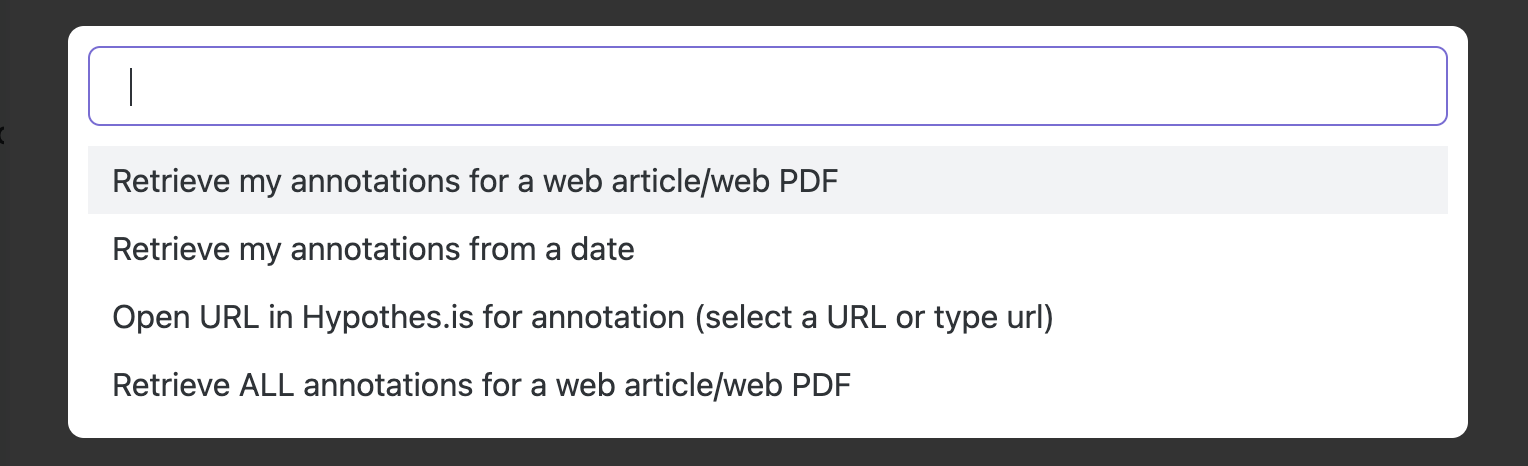 Retrieve my annotations for a web article/web PDF
Retrieve my annotations from a date
Open URL in Hypothes.is for annotation (select a URL or type url)
Retrieve ALL annotations for a web article/web PDF